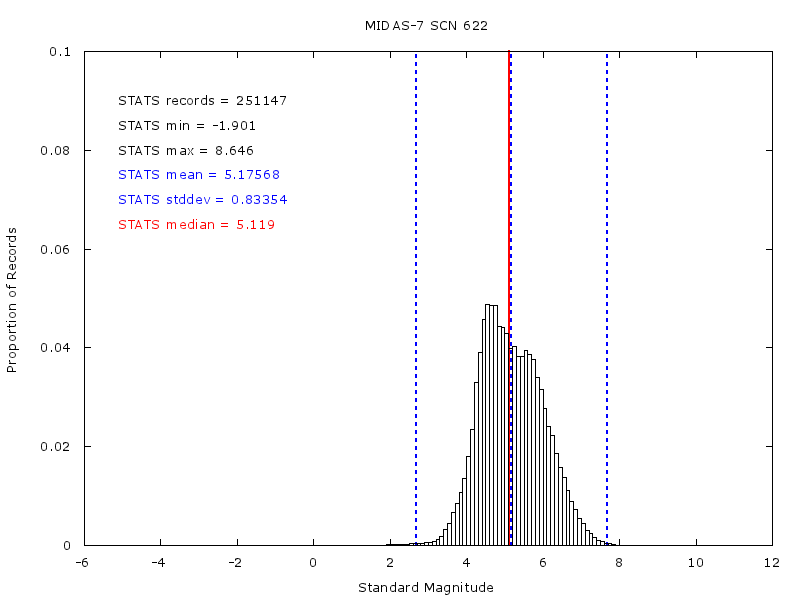 MIDAS-7 SCN 622
0.1
0.08
0.06
0.04
0.02
0
STATS records = 251147
STATS min = -1.901
STATS max = 8.646
STATS mean = 5.17568
STATS stddev = 0.83354
STATS median = 5.119
Proportion of Records
-6 -4 -2 0 2 4 6 8 10 12
Standard Magnitude